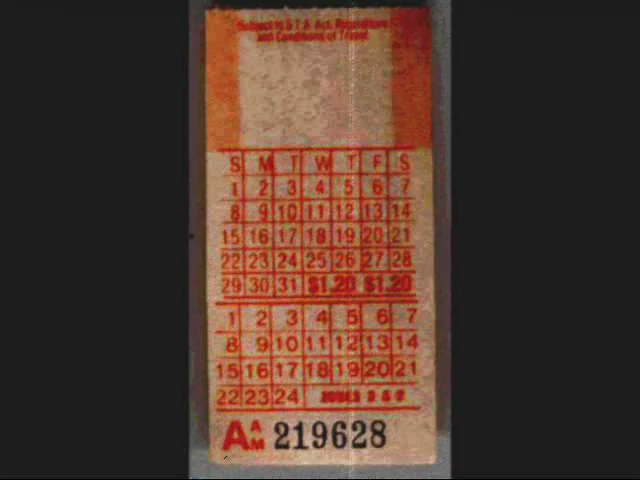 Subject to S.T.A. Act, Regulations
and Conditions of Travel
S M T W T F S
1 2 3 4 5 6 7
8 9 10 11 12 13 14
15 16 17 18 19 20 21
22 23 24 25 26 27 28
29 30 31 $1.20 $1.20
1 2 3 4 5 6 7
8 9 10 11 12 13 14
15 16 17 18 19 20 21
22 23 24 ZONES
A AM 219628